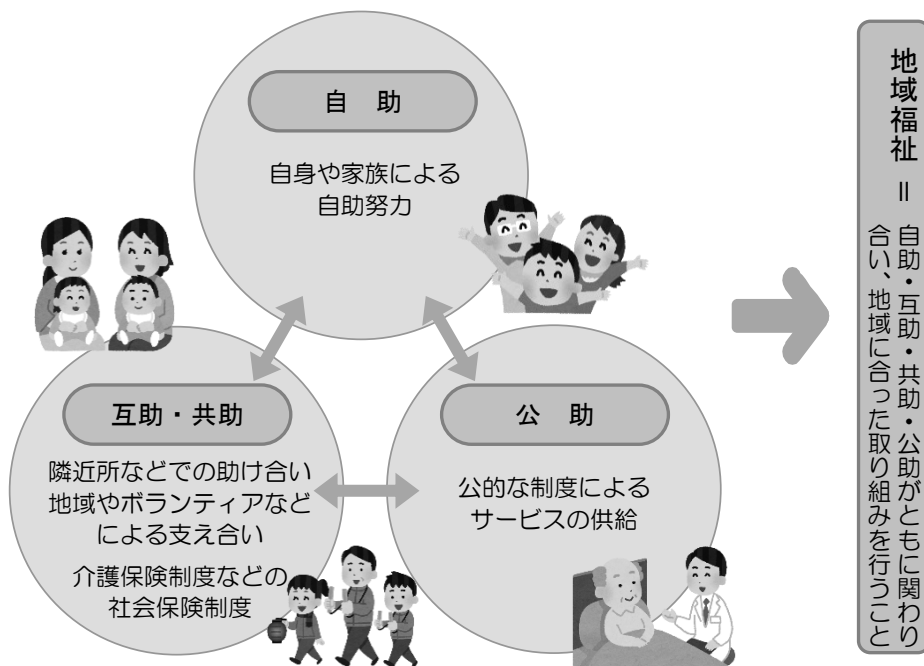 自 助
自身や家族による
自助努力
互助・共助
隣近所などでの助け合い
地域やボランティアなど
による支え合い
介護保険制度などの
社会保険制度
公 助
公的な制度による
サービスの供給
地域福祉 =
自助・互助・共助・公助がともに関わり
合い、地域に合った取り組みを行うこと